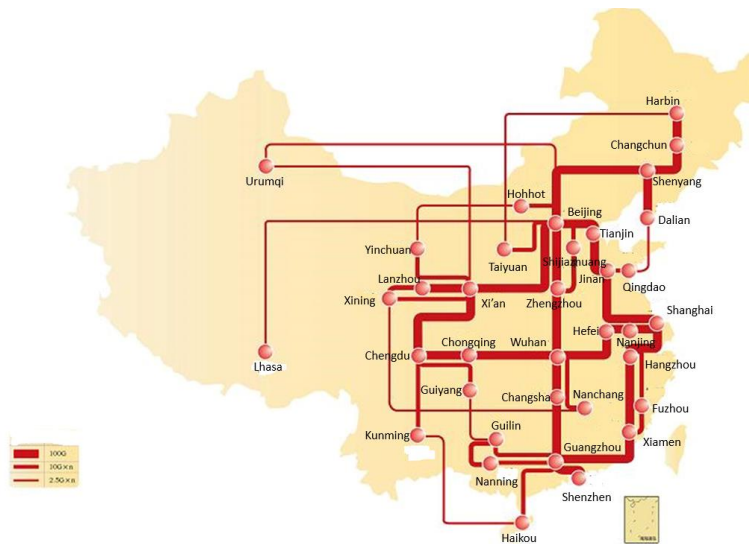 Harbin
Changchun
Urumqi
Shenyang
Hohhot
Beijing
Dalian
Tianjin
Yinchuan
Taiyuan
Shijiazhuang
Lanzhou
Jinan
Qingdao
Xining
Xi'an
Zhengzhou
Shanghai
Hefei
Nanjing
Chongqing
Wuhan
Chengdu
Lhasa
Hangzhou
Guiyang
Changsha
Nanchang
Fuzhou
Kunming
Guilin
Xiamen
Guangzhou
100G
10G×n
2.5G×n
Nanning
Shenzhen
Haikou